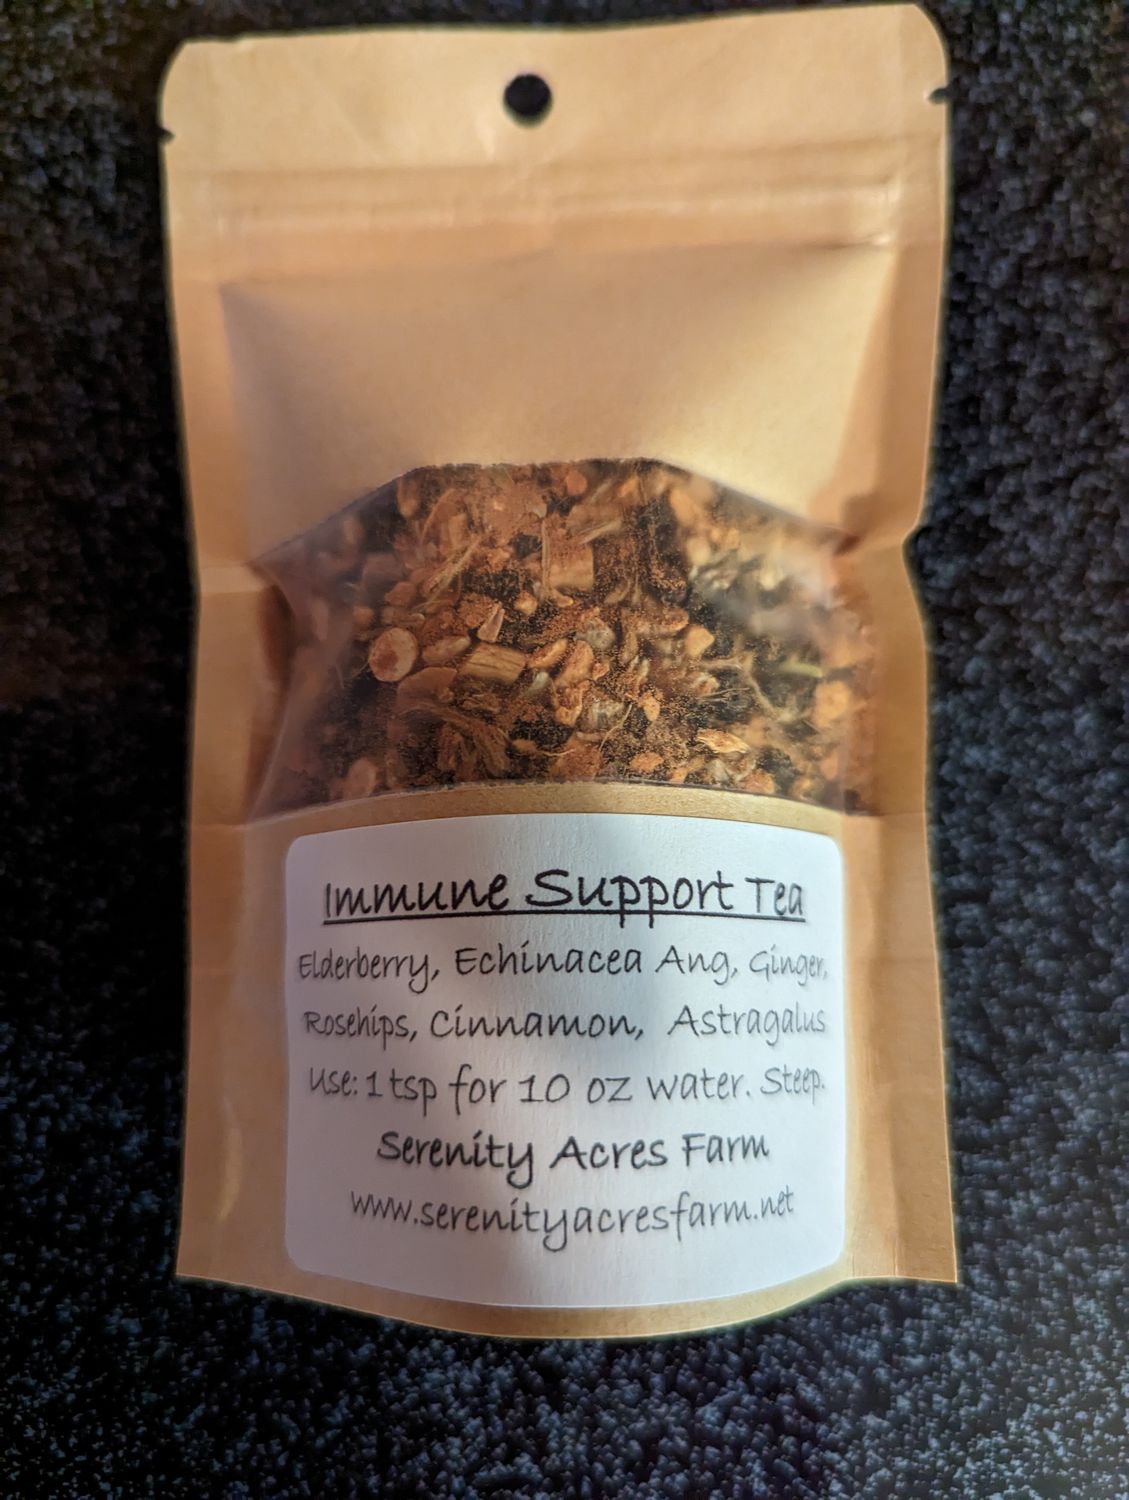 Immune Support Tea
Elderberry, Echinacea Ang, Ginger,
Rosehips, Cinnamon, Astragalus
Use: 1 tsp for 10 oz water. Steep.
Serenity Acres Farm
www.serenityacresfarm.net